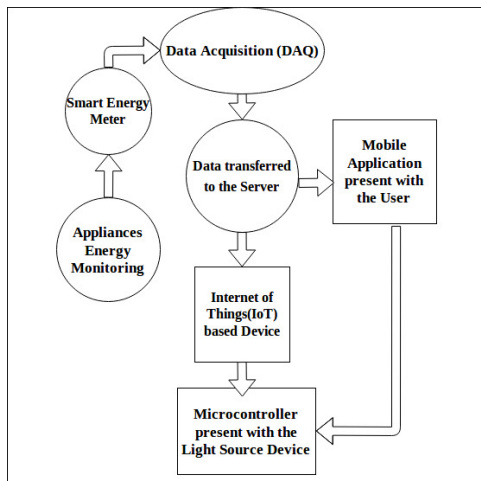 Data Acquisition (DAQ)
Smart Energy
Meter
Data transferred
to the Server
Mobile
Application
present with
the User
Appliances
Energy
Monitoring
Internet of
Things(IoT)
based Device
Microcontroller
present with the
Light Source Device